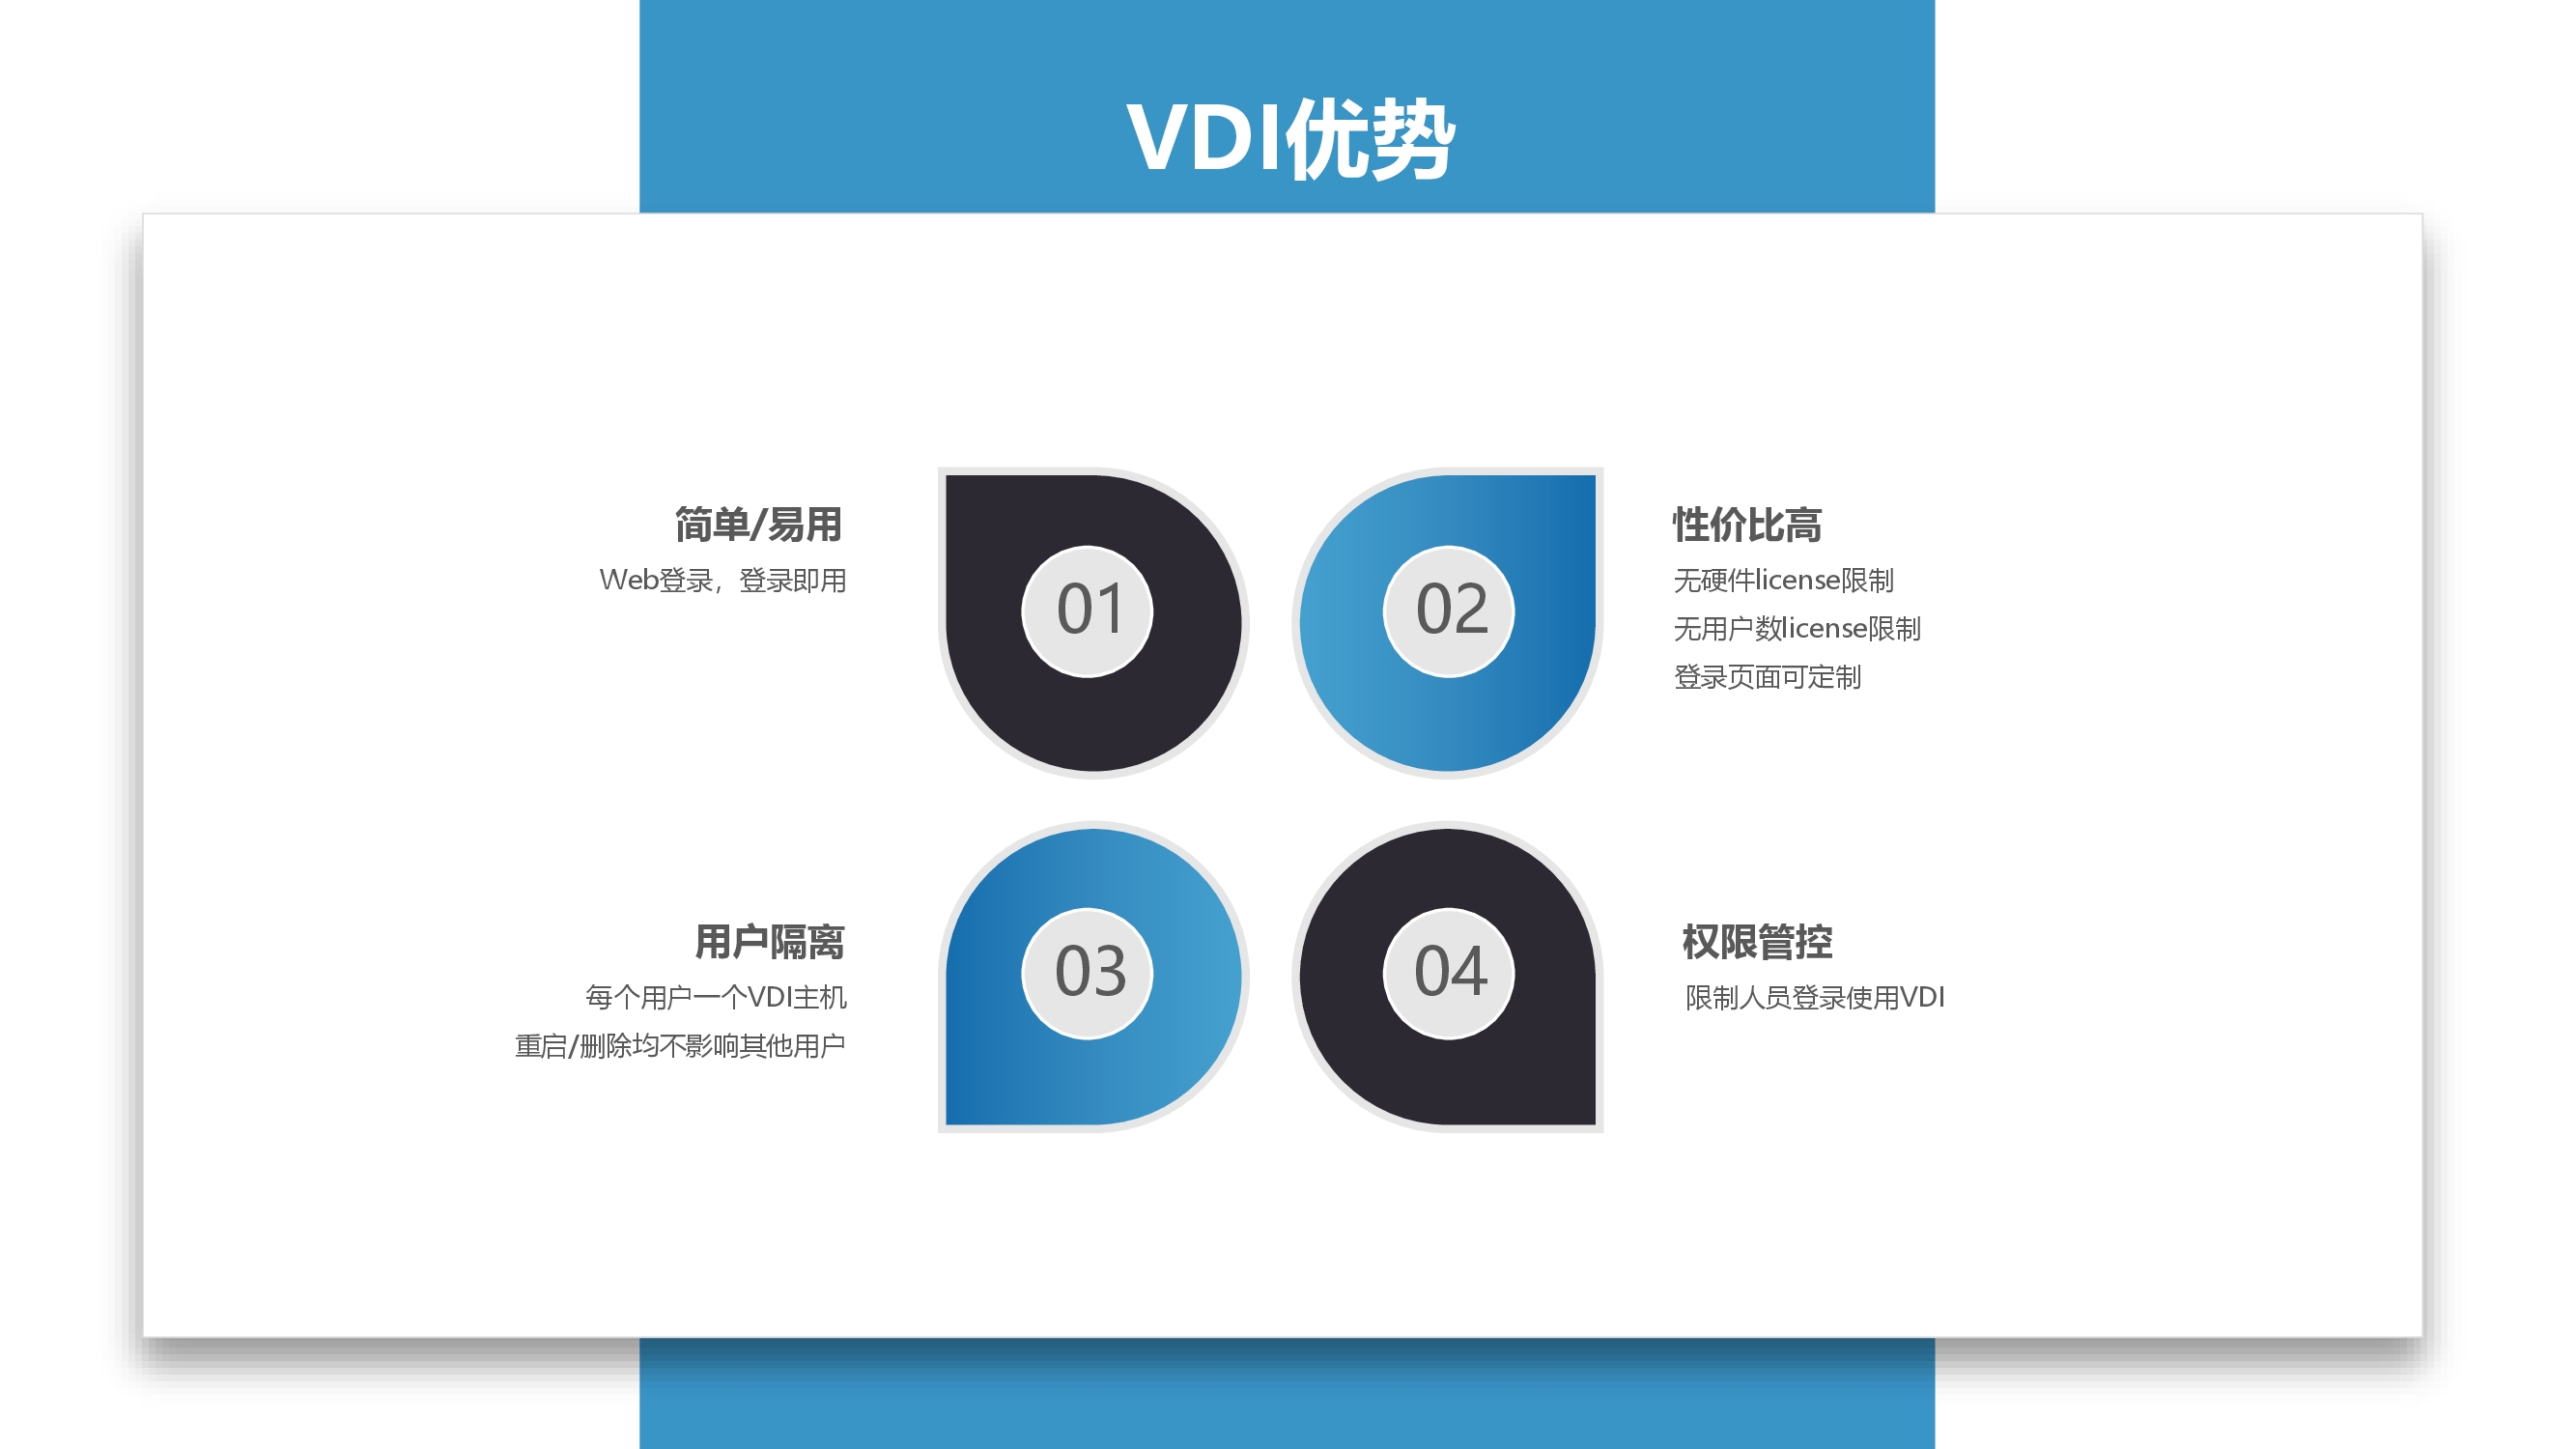 VDI优势
简单/易用
Web登录，登录即用
01
02
性价比高
无硬件license限制
无用户数license限制
登录页面可定制
用户隔离
每个用户一个VDI主机
重启/删除均不影响其他用户
03
04
权限管控
限制人员登录使用VDI